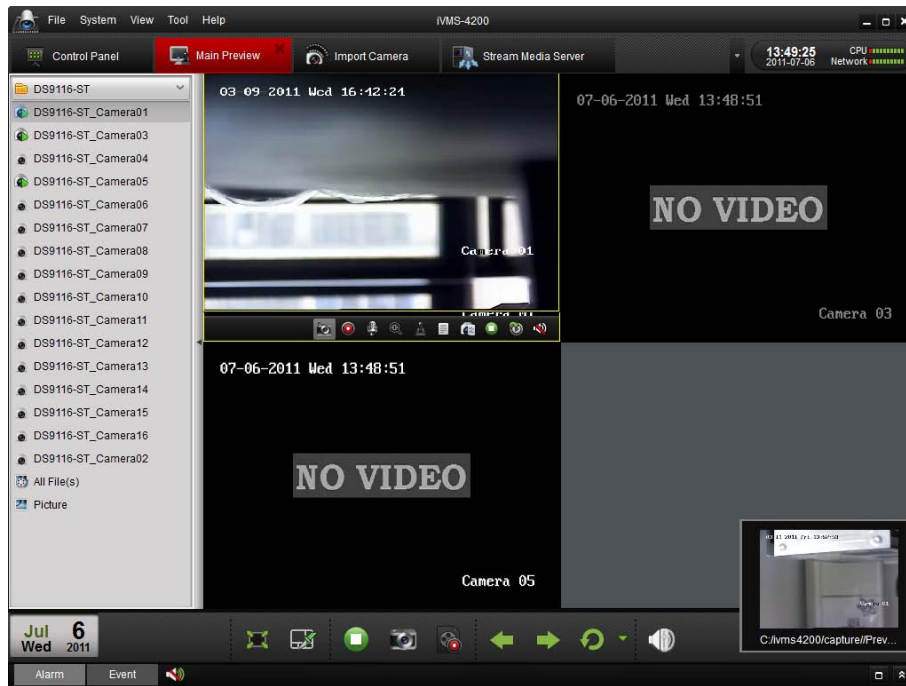 File System View Tool Help
iVMS-4200
Control Panel
Main Preview
Import Camera
Stream Media Server
13:49:25
2011-07-06
CPU
Network
DS9116-ST
DS9116-ST_Camera01
DS9116-ST_Camera03
DS9116-ST_Camera04
DS9116-ST_Camera05
DS9116-ST_Camera06
DS9116-ST_Camera07
DS9116-ST_Camera08
DS9116-ST_Camera09
DS9116-ST_Camera10
DS9116-ST_Camera11
DS9116-ST_Camera12
DS9116-ST_Camera13
DS9116-ST_Camera14
DS9116-ST_Camera15
DS9116-ST_Camera16
DS9116-ST_Camera02
All File(s)
Picture
03-09-2011 Wed 16:42:24
Camera 01
07-06-2011 Wed 13:48:51
NO VIDEO
Camera 03
07-06-2011 Wed 13:48:51
NO VIDEO
Camera 05
C:/ivms4200/capture//Prev...
Jul 6
Wed 2011
Alarm Event